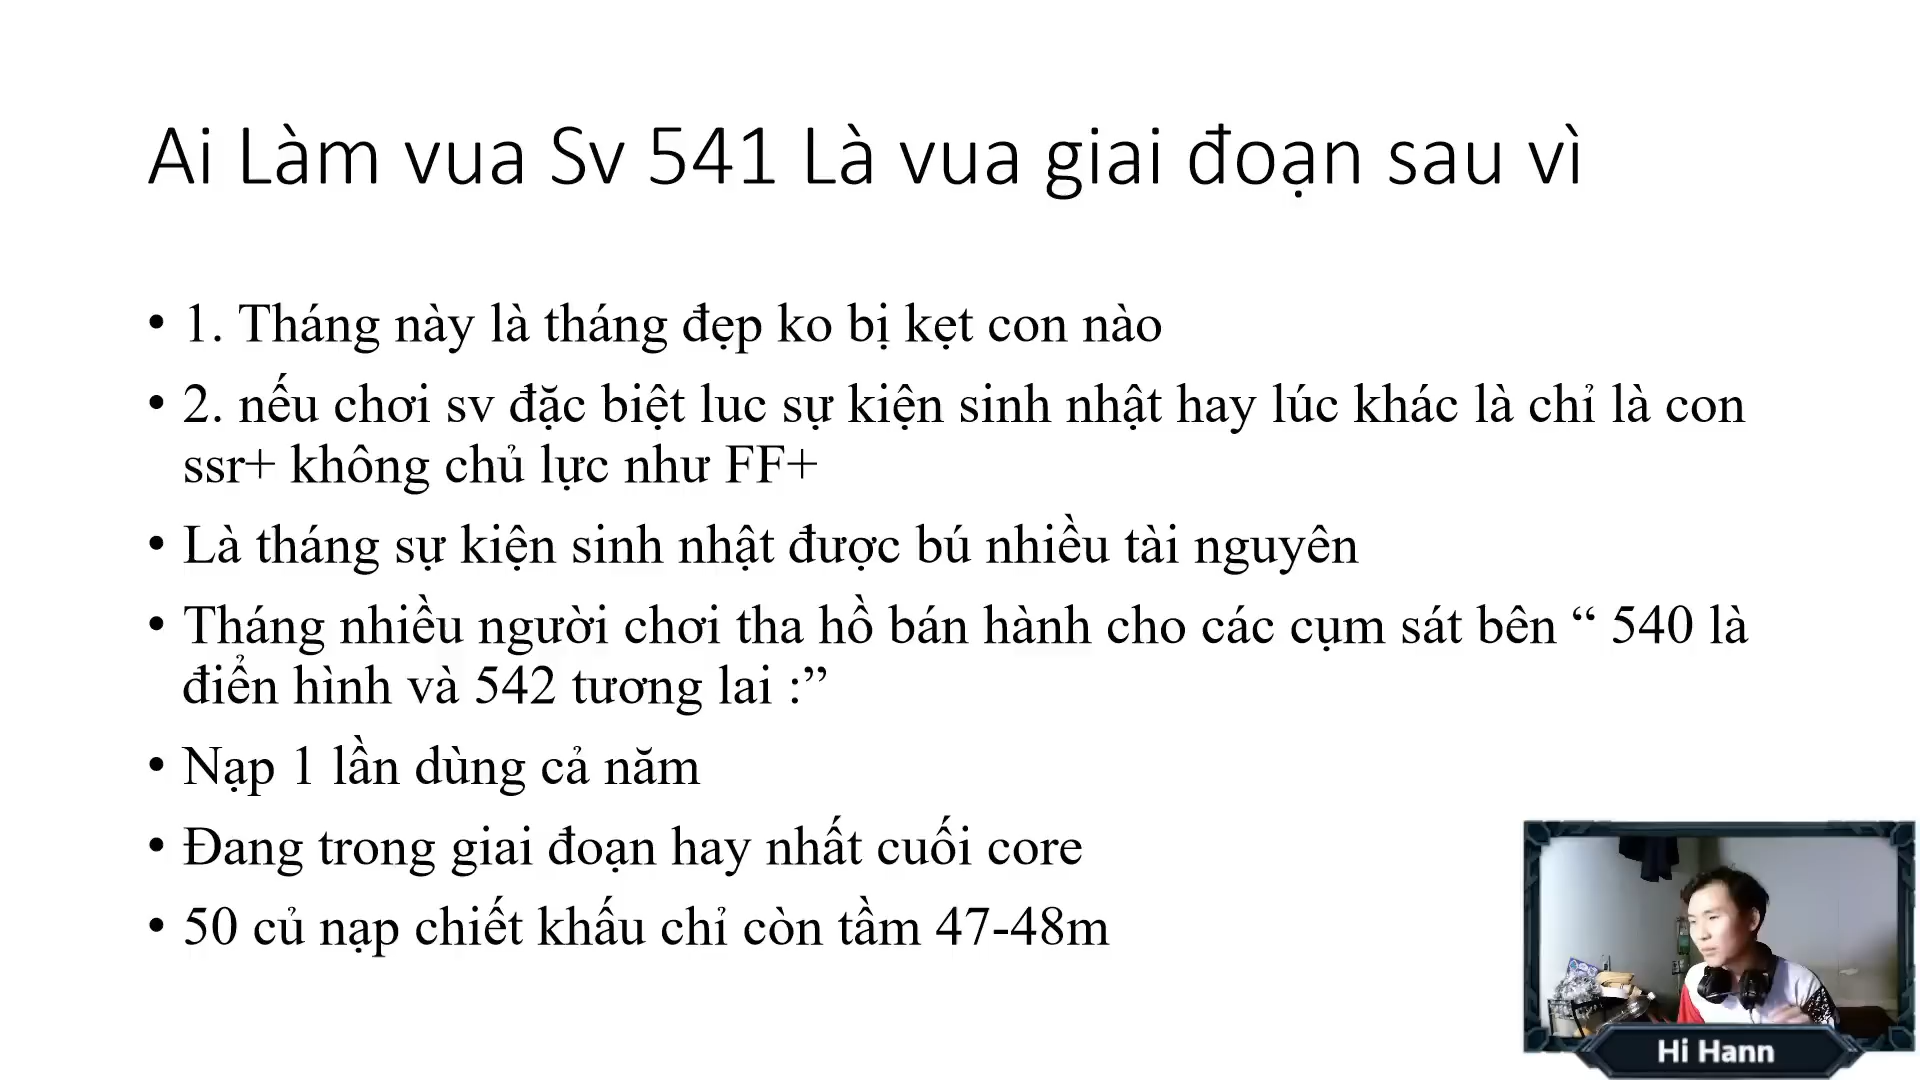 Ai Làm vua Sv 541 Là vua giai đoạn sau vì
• 1. Tháng này là tháng đẹp ko bị kẹt con nào
• 2. nếu chơi sv đặc biệt luc sự kiện sinh nhật hay lúc khác là chỉ là con
ssr+ không chủ lực như FF+
• Là tháng sự kiện sinh nhật được bú nhiều tài nguyên
• Tháng nhiều người chơi tha hồ bán hành cho các cụm sát bên “ 540 là
điển hình và 542 tương lai :”
• Nạp 1 lần dùng cả năm
• Đang trong giai đoạn hay nhất cuối core
• 50 củ nạp chiết khấu chỉ còn tầm 47-48m
Hi Hann